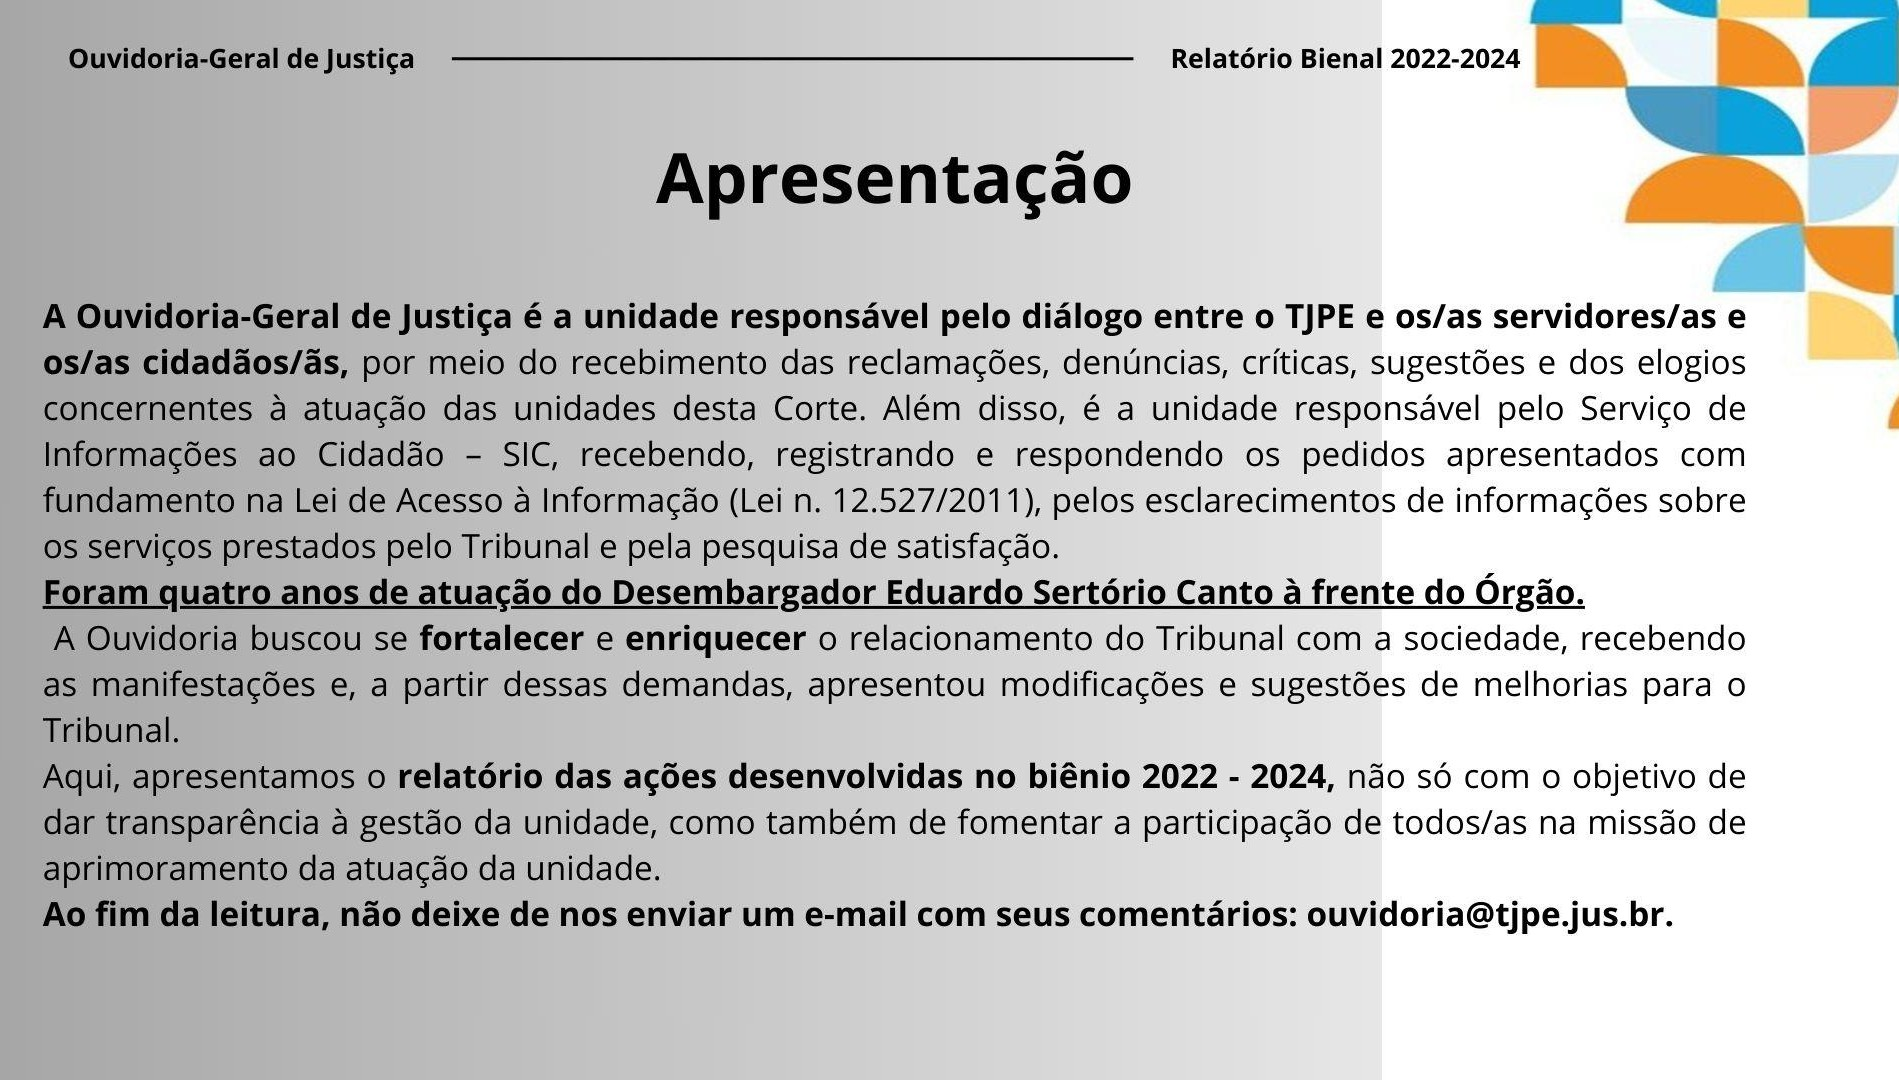 Ouvidoria-Geral de Justiça
Relatório Bienal 2022-2024
Apresentação
A Ouvidoria-Geral de Justiça é a unidade responsável pelo diálogo entre o TJPE e os/as servidores/as e
os/as cidadãos/ãs, por meio do recebimento das reclamações, denúncias, críticas, sugestões e dos elogios
concernentes à atuação das unidades desta Corte. Além disso, é a unidade responsável pelo Serviço de
Informações ao Cidadão – SIC, recebendo, registrando e respondendo os pedidos apresentados com
fundamento na Lei de Acesso à Informação (Lei n. 12.527/2011), pelos esclarecimentos de informações sobre
os serviços prestados pelo Tribunal e pela pesquisa de satisfação.
Foram quatro anos de atuação do Desembargador Eduardo Sertório Canto à frente do Órgão.
A Ouvidoria buscou se fortalecer e enriquecer o relacionamento do Tribunal com a sociedade, recebendo
as manifestações e, a partir dessas demandas, apresentou modificações e sugestões de melhorias para o
Tribunal.
Aqui, apresentamos o relatório das ações desenvolvidas no biênio 2022 - 2024, não só com o objetivo de
dar transparência à gestão da unidade, como também de fomentar a participação de todos/as na missão de
aprimoramento da atuação da unidade.
Ao fim da leitura, não deixe de nos enviar um e-mail com seus comentários: ouvidoria@tjpe.jus.br.